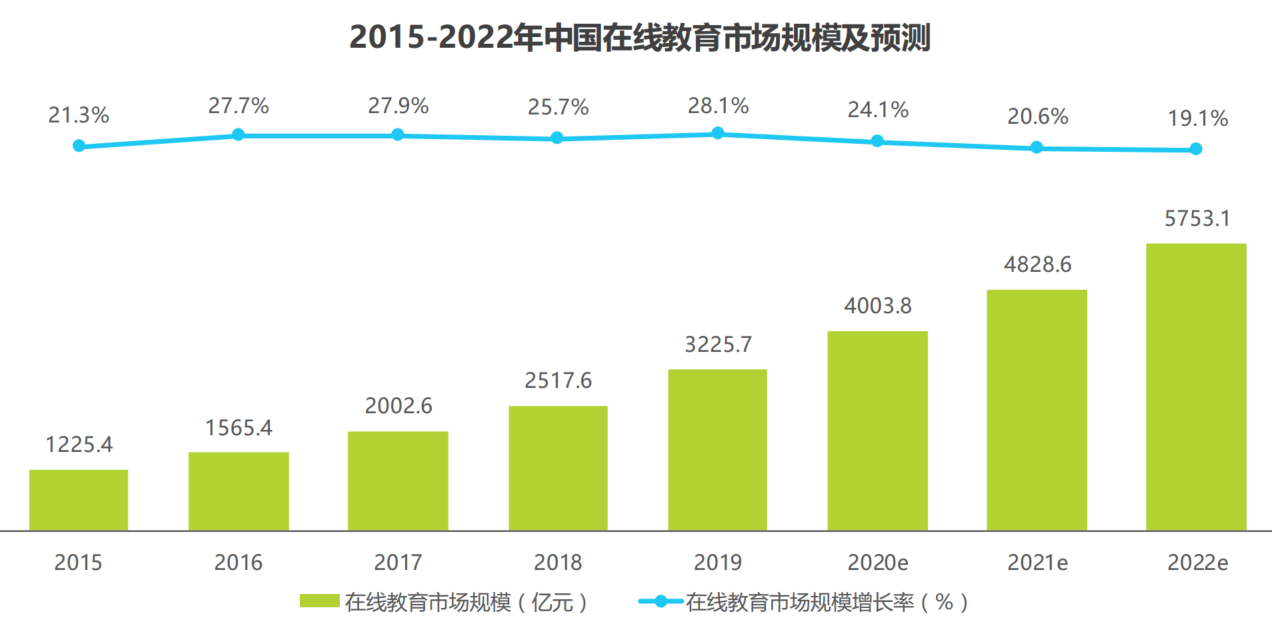 2015-2022年中国在线教育市场规模及预测
21.3% 27.7% 27.9% 25.7% 28.1% 24.1% 20.6% 19.1%
1225.4 1565.4 2002.6 2517.6 3225.7 4003.8 4828.6 5753.1
2015 2016 2017 2018 2019 2020e 2021e 2022e
在线教育市场规模（亿元） 在线教育市场规模增长率（%）